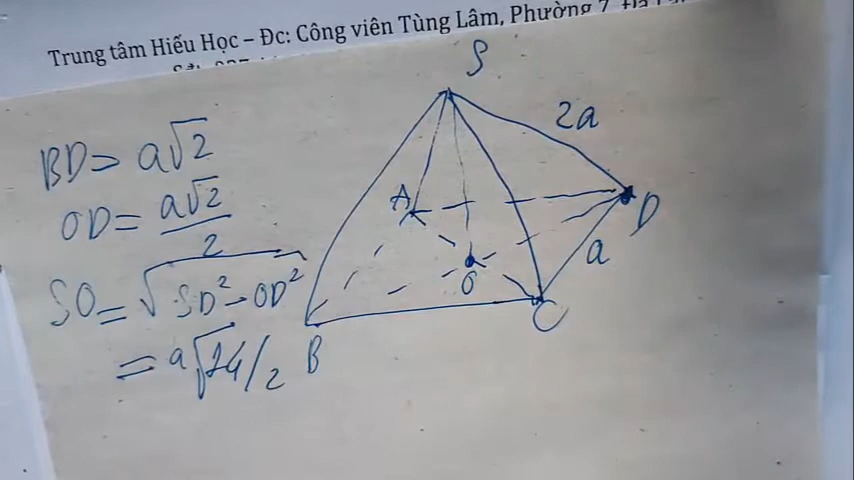 Trung tâm Hiếu Học – Đc: Công viên Tùng Lâm, Phường 7,
S
2a
BD = a√2
A
D
OD = a√2/2
a
O
SO = √SD² - OD²
C
= a√14/2
B